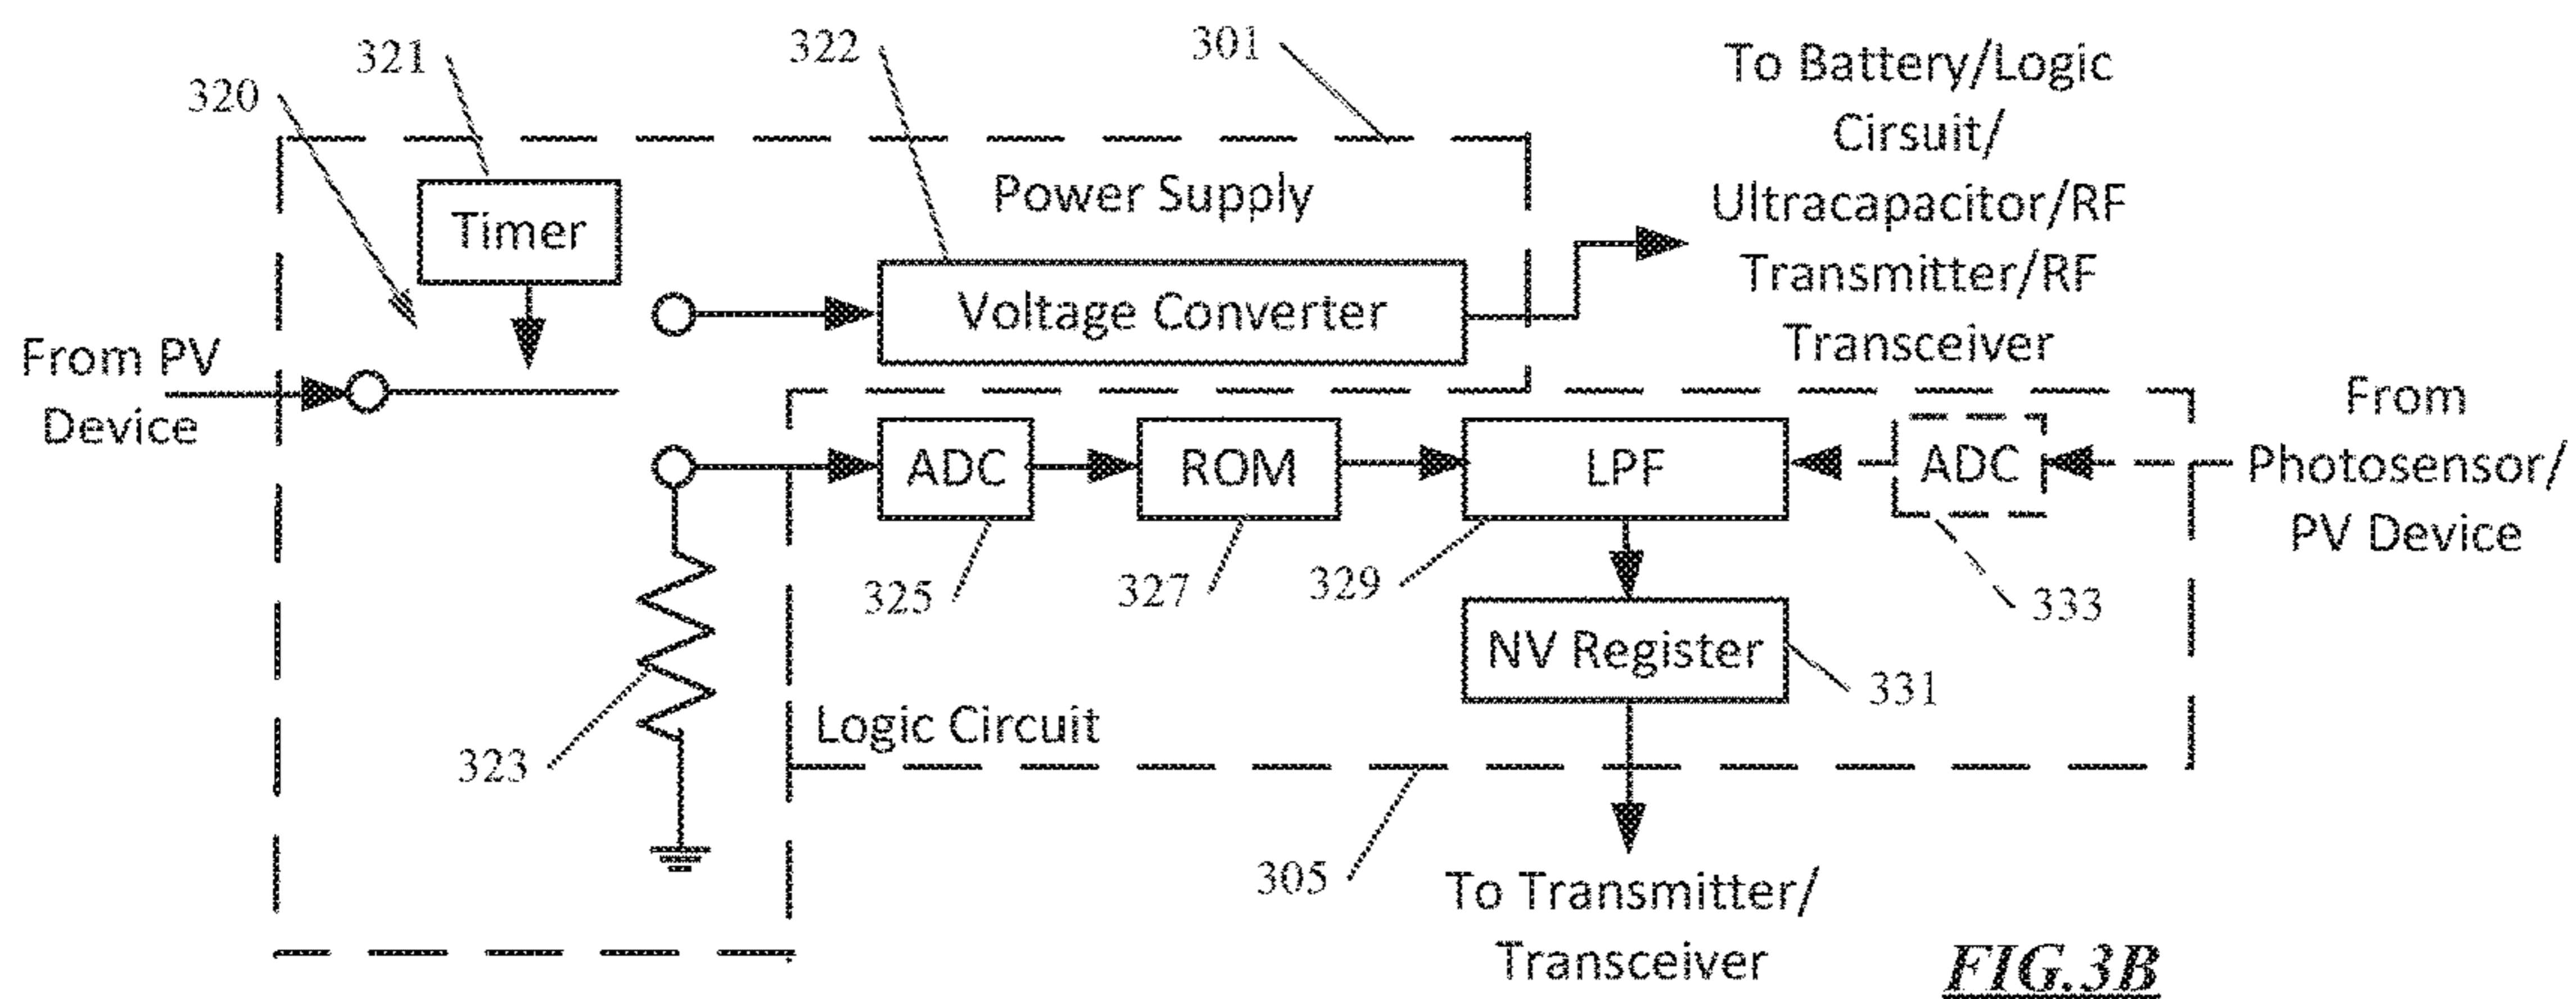 320
321
322
301
To Battery/Logic
Cirsuit/
Ultracapacitor/RF
Transmitter/RF
Transceiver
Timer
Power Supply
Voltage Converter
From PV
Device
ADC
ROM
LPF
ADC
From
Photosensor/
PV Device
325
327
329
333
NV Register
331
323
Logic Circuit
305
To Transmitter/
Transceiver
FIG.3B